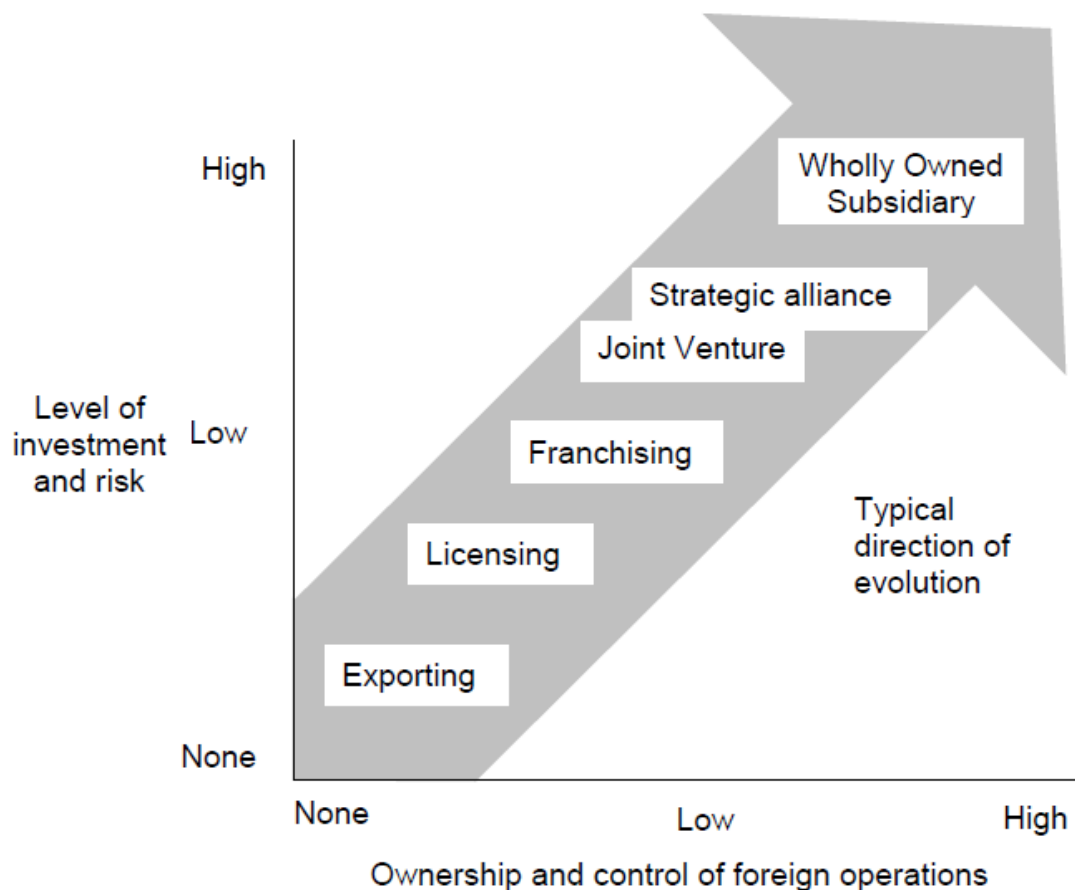 High
Wholly Owned
Subsidiary
Strategic alliance
Joint Venture
Level of
investment
and risk
Low
Franchising
Typical
direction of
evolution
Licensing
Exporting
None
None
Low
High
Ownership and control of foreign operations